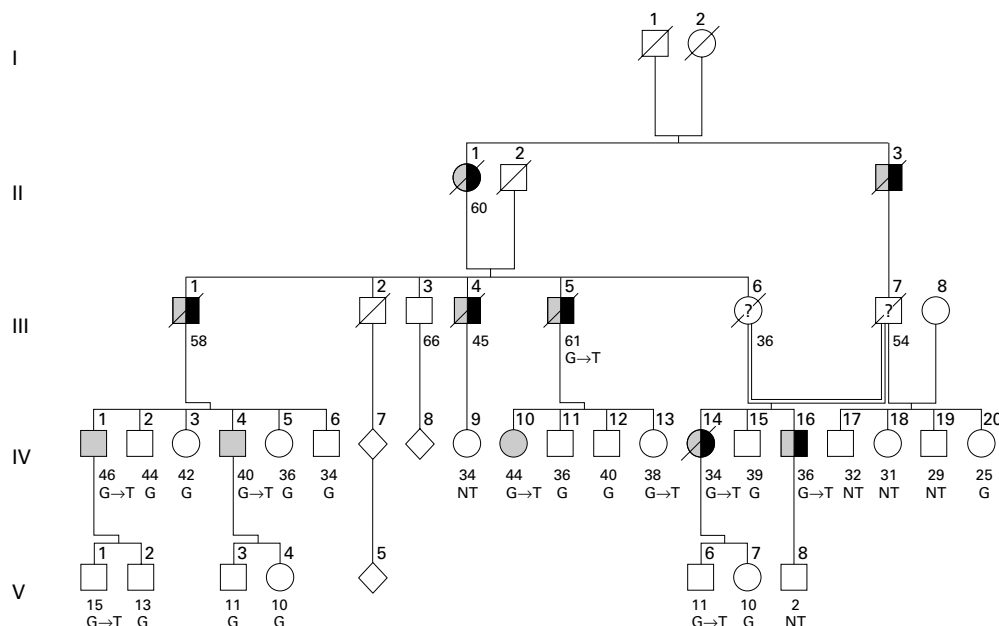 1 2
I
1 2 3
II
60
1 2 3 4 5 6 7 8
? ?
III
58 66 45 61 36 54
G→T
1 2 3 4 5 6 7 8 9 10 11 12 13 14 15 16 17 18 19 20
IV
46 44 42 40 36 34 34 44 36 40 38 34 39 36 32 31 29 25
G→T G G G→T G G NT G→T G G G→T G→T G G→T NT NT NT G
1 2 3 4 5 6 7 8
V
15 13 11 10 11 10 2
G→T G G G G→T G NT